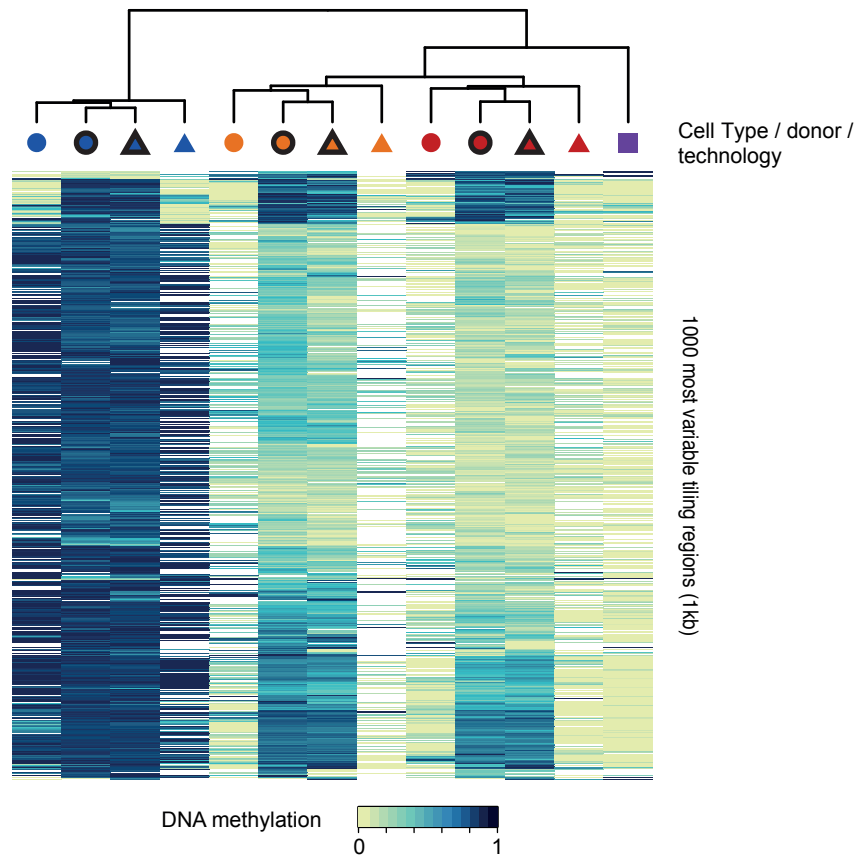 Cell Type / donor /
technology
1000 most variable tiling regions (1kb)
DNA methylation
0
1